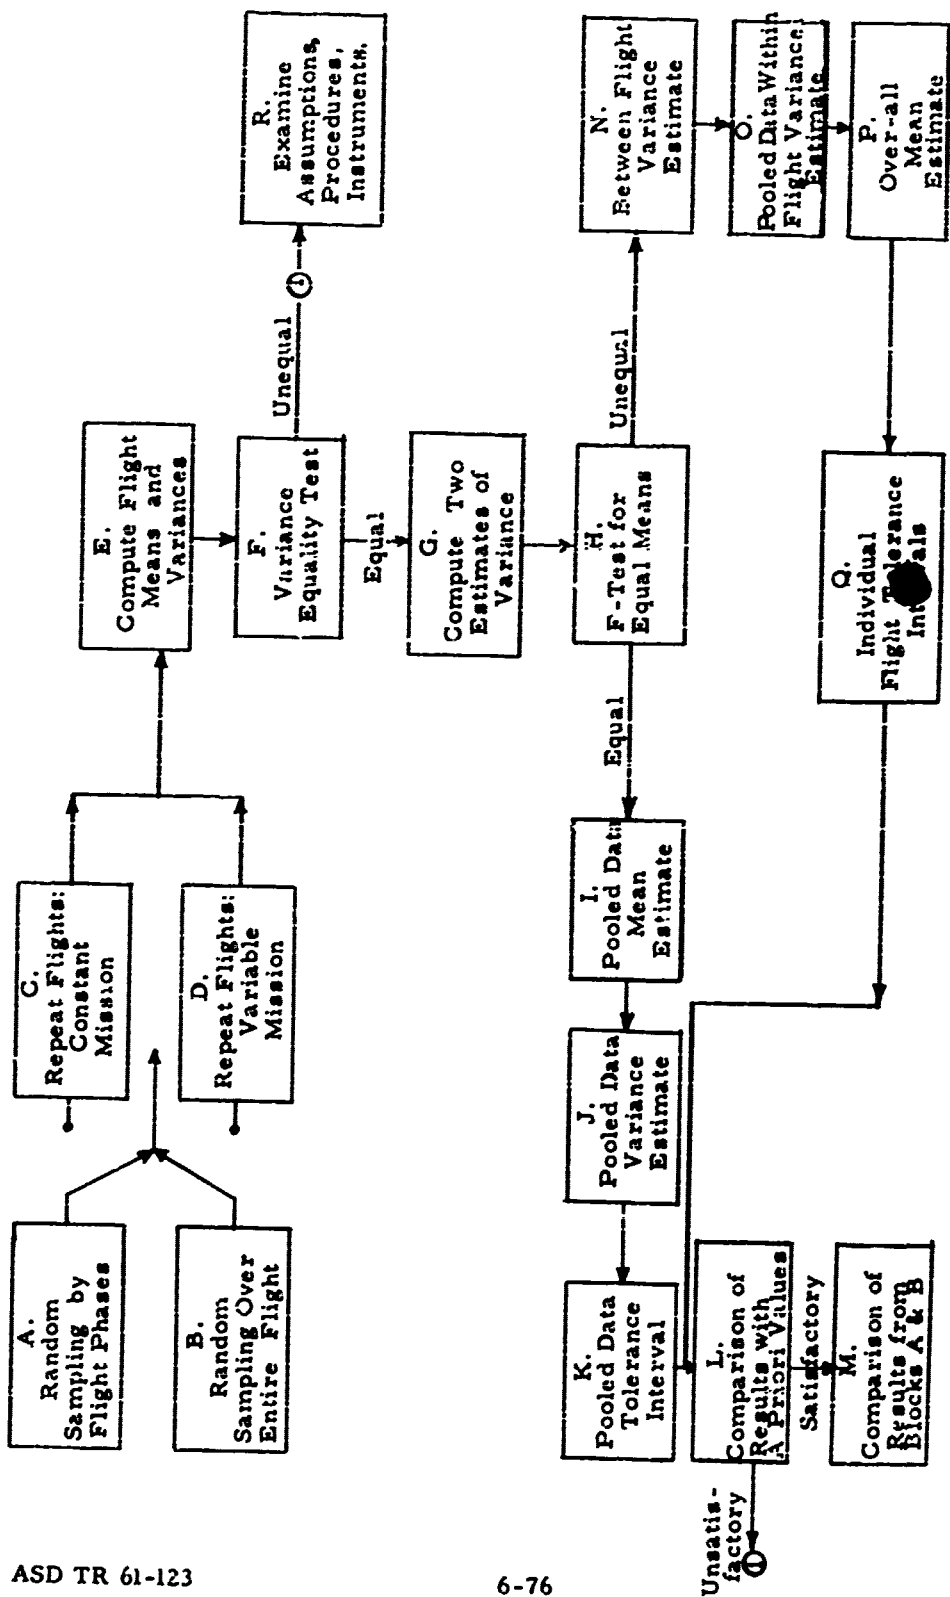 A.
Random
Sampling by
Flight Phases
B.
Random
Sampling Over
Entire Flight
C.
Repeat Flights:
Constant
Mission
D.
Repeat Flights:
Variable
Mission
E.
Compute Flight
Means and
Variances
F.
Variance
Equality Test
Unequal
1
R.
Examine
Assumptions,
Procedures,
Instruments.
Equal
G.
Compute Two
Estimates of
Variance
H.
F-Test for
Equal Means
Unequal
N.
Between Flight
Variance
Estimate
O.
Pooled Data Within
Flight Variance
Estimate
P.
Over-all
Mean
Estimate
Q.
Individual
Flight Tolerance
Equal
I.
Pooled Data
Mean
Estimate
J.
Pooled Data
Variance
Estimate
K.
Pooled Data
Tolerance
Interval
L.
Comparison of
Results with
A Priori Values
Unsatis-
factory
1
Satisfactory
M.
Comparison of
Results from
Blocks A & B
ASD TR 61-123
6-76